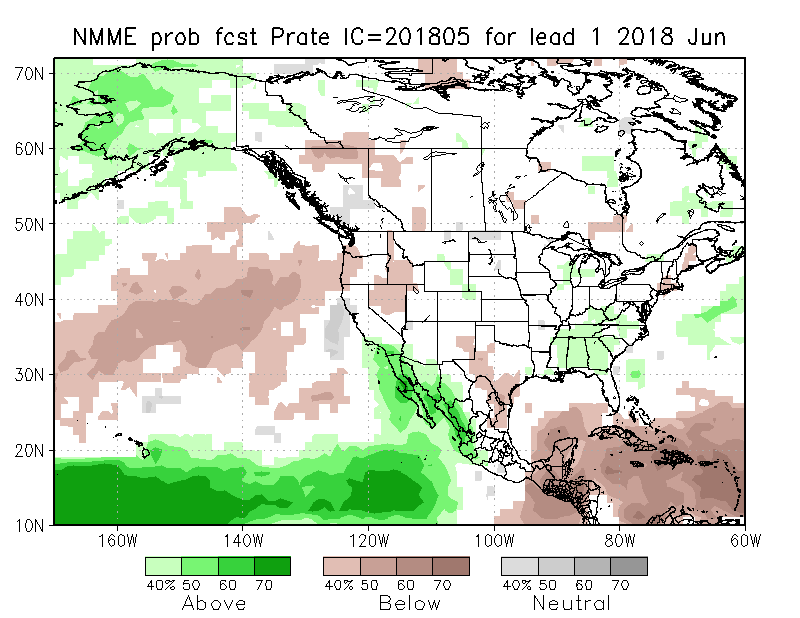 NMME prob fcst Prate IC=201805 for lead 1 2018 Jun
70N
60N
50N
40N
30N
20N
10N
160W 140W 120W 100W 80W 60W
40% 50 60 70 40% 50 60 70 40% 50 60 70
Above Below Neutral